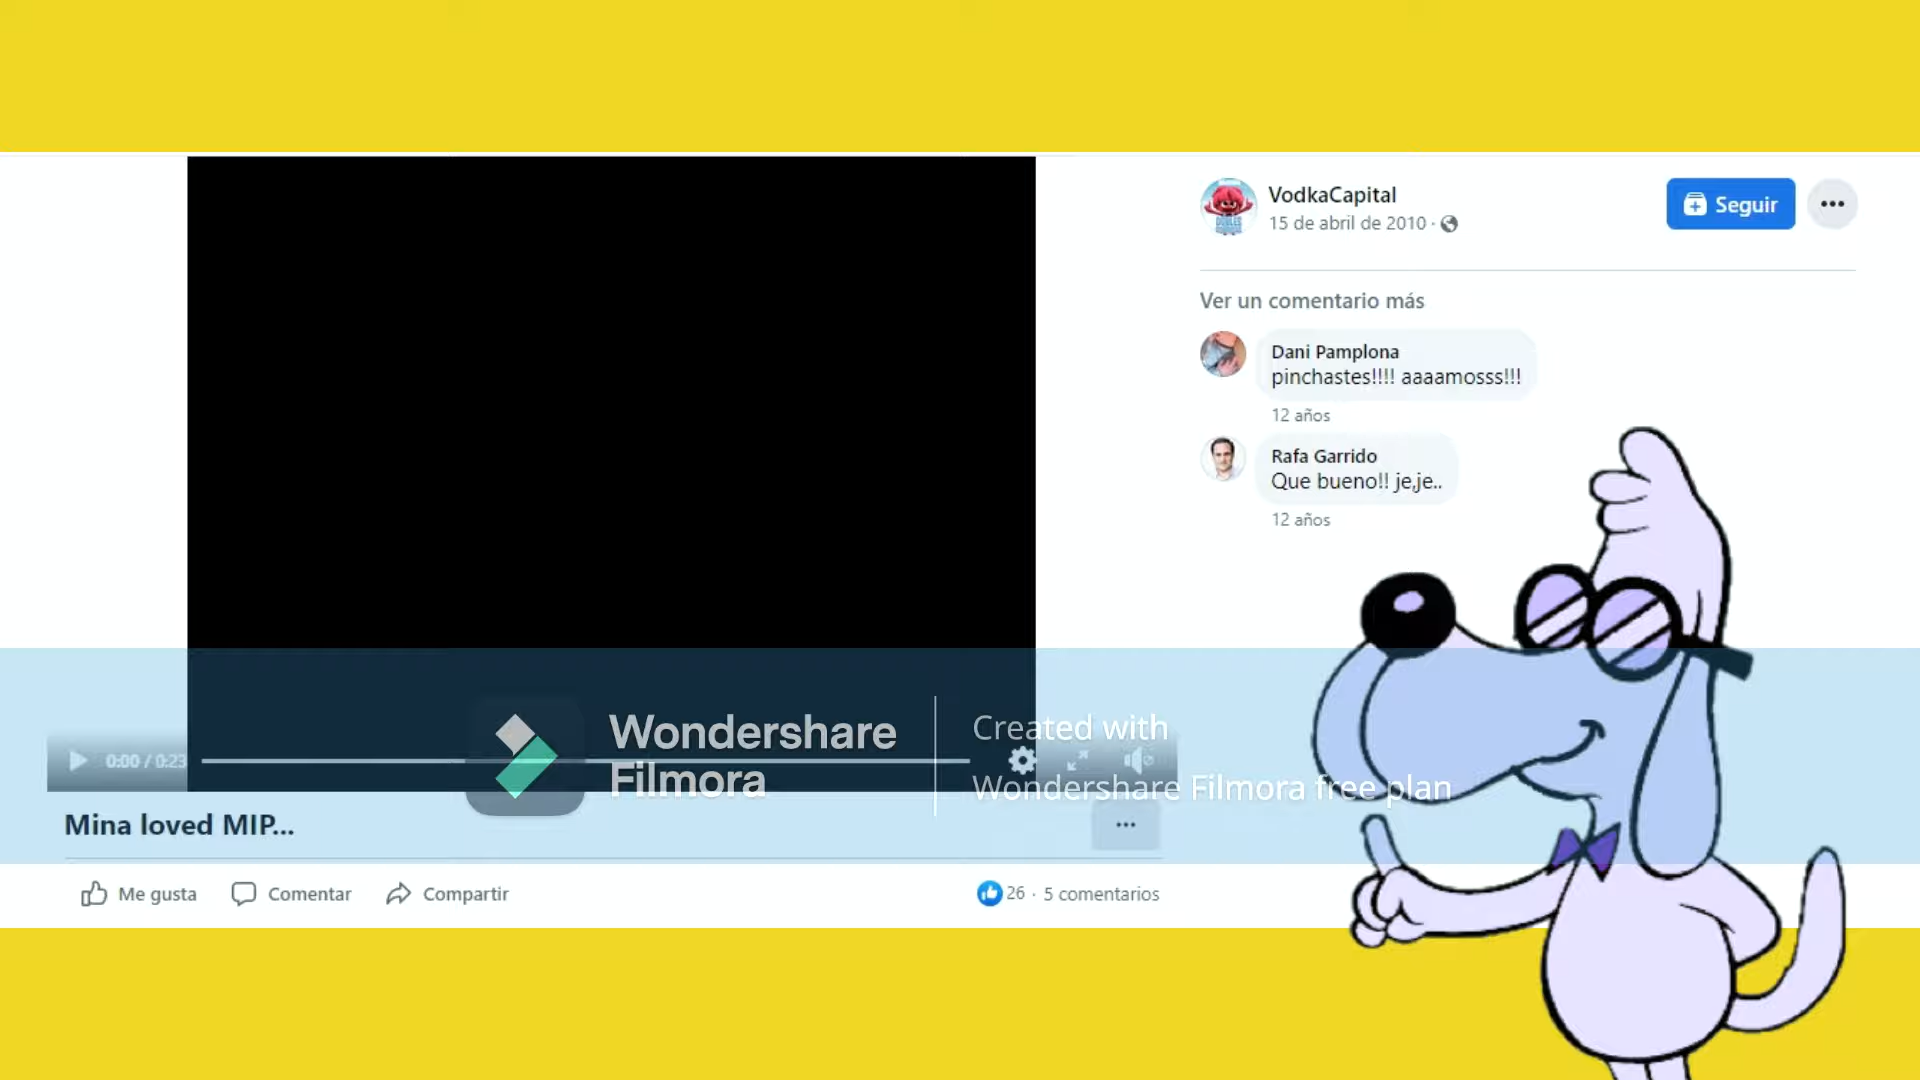 VodkaCapital
15 de abril de 2010 ·
Seguir
Ver un comentario más
Dani Pamplona
pinchastes!!!! aaaamosss!!!
12 años
Rafa Garrido
Que bueno!! je,je..
12 años
0:00 / 0:23
Wondershare
Filmora
Created with
Wondershare Filmora free plan
Mina loved MIP...
Me gusta
Comentar
Compartir
26 · 5 comentarios